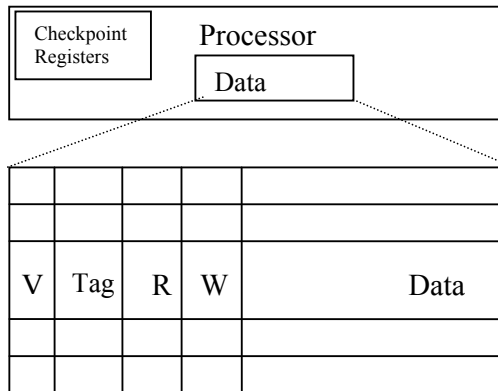 Checkpoint
Registers
Processor
Data
V Tag R W Data